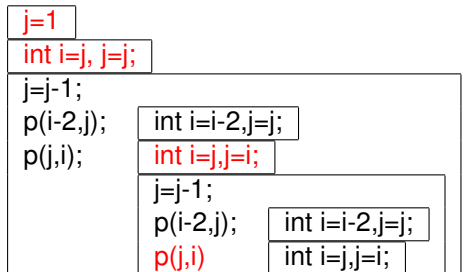 j=1
int i=j, j=j;
j=j-1;
p(i-2,j); int i=i-2,j=j;
p(j,i); int i=j,j=i;
j=j-1;
p(i-2,j); int i=i-2,j=j;
p(j,i) int i=j,j=i;